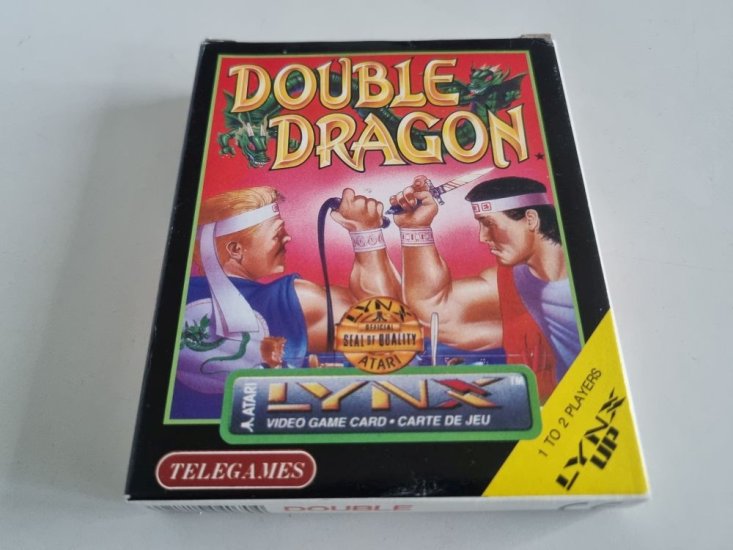 DOUBLE
DRAGON
LYNX
OFFICIAL
SEAL OF QUALITY
ATARI
ATARI
LYNX™
VIDEO GAME CARD • CARTE DE JEU
1 TO 2 PLAYERS
LYNX
UP
TELEGAMES
DOUBLE